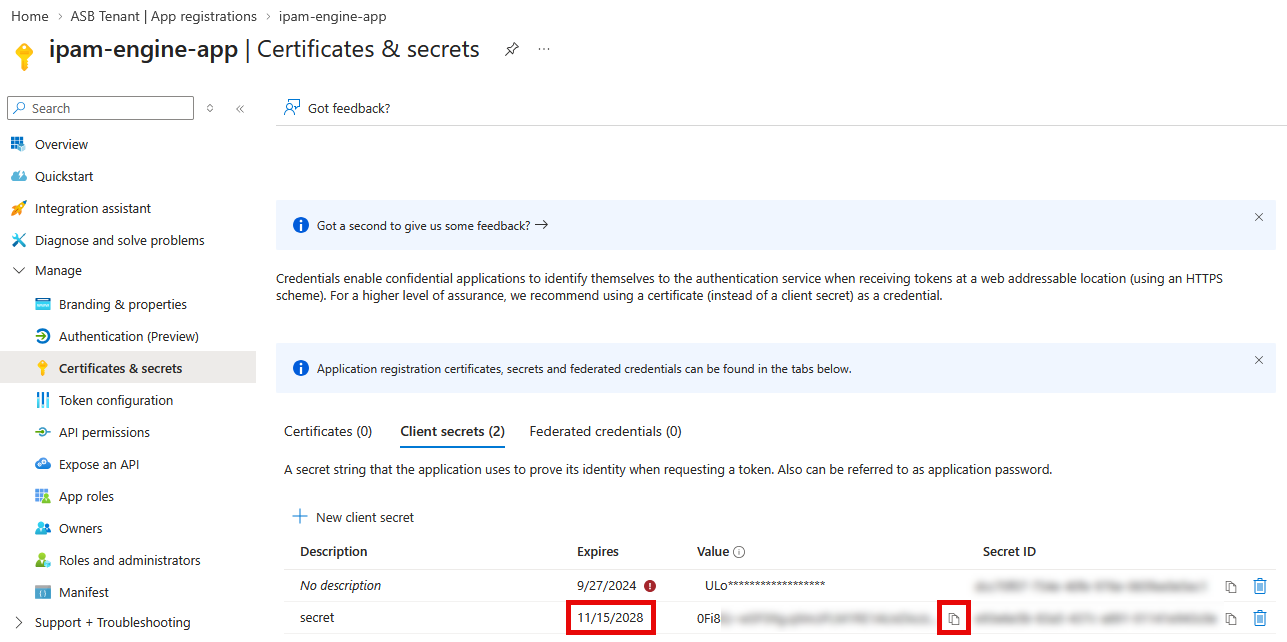 Home > ASB Tenant | App registrations > ipam-engine-app
ipam-engine-app | Certificates & secrets
Search
Got feedback?
Overview
Quickstart
Integration assistant
Diagnose and solve problems
Manage
Branding & properties
Authentication (Preview)
Certificates & secrets
Token configuration
API permissions
Expose an API
App roles
Owners
Roles and administrators
Manifest
Support + Troubleshooting
Got a second to give us some feedback?
Credentials enable confidential applications to identify themselves to the authentication service when receiving tokens at a web addressable location (using an HTTPS
scheme). For a higher level of assurance, we recommend using a certificate (instead of a client secret) as a credential.
Application registration certificates, secrets and federated credentials can be found in the tabs below.
Certificates (0) Client secrets (2) Federated credentials (0)
A secret string that the application uses to prove its identity when requesting a token. Also can be referred to as application password.
New client secret
Description Expires Value Secret ID
No description 9/27/2024 ULo******************
secret 11/15/2028 0Fi8